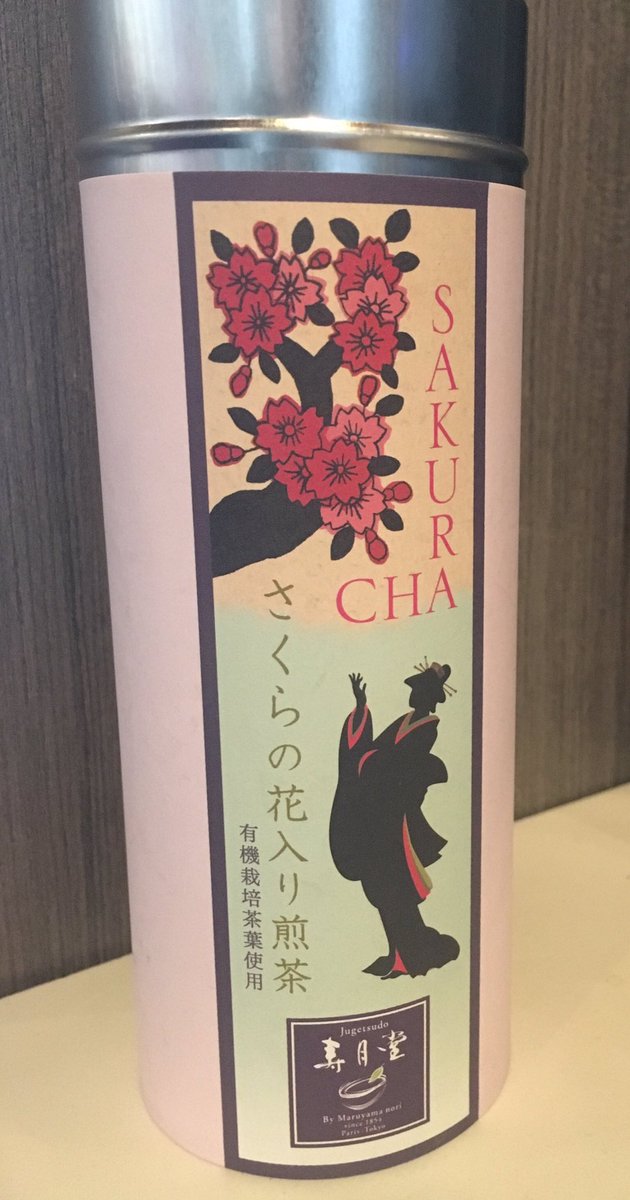 SAKURA
CHA
さくらの花入り煎茶
有機栽培茶葉使用
Jugetsudo
寿月堂
By Maruyama nori
since 1854
Paris-Tokyo